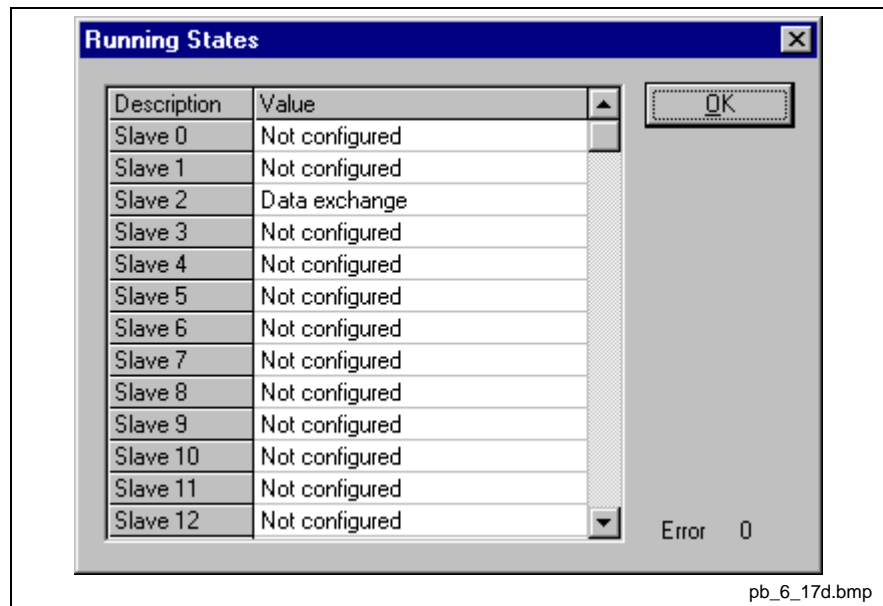 Running States
Description Value
OK
Slave 0 Not configured
Slave 1 Not configured
Slave 2 Data exchange
Slave 3 Not configured
Slave 4 Not configured
Slave 5 Not configured
Slave 6 Not configured
Slave 7 Not configured
Slave 8 Not configured
Slave 9 Not configured
Slave 10 Not configured
Slave 11 Not configured
Slave 12 Not configured
Error 0
pb_6_17d.bmp